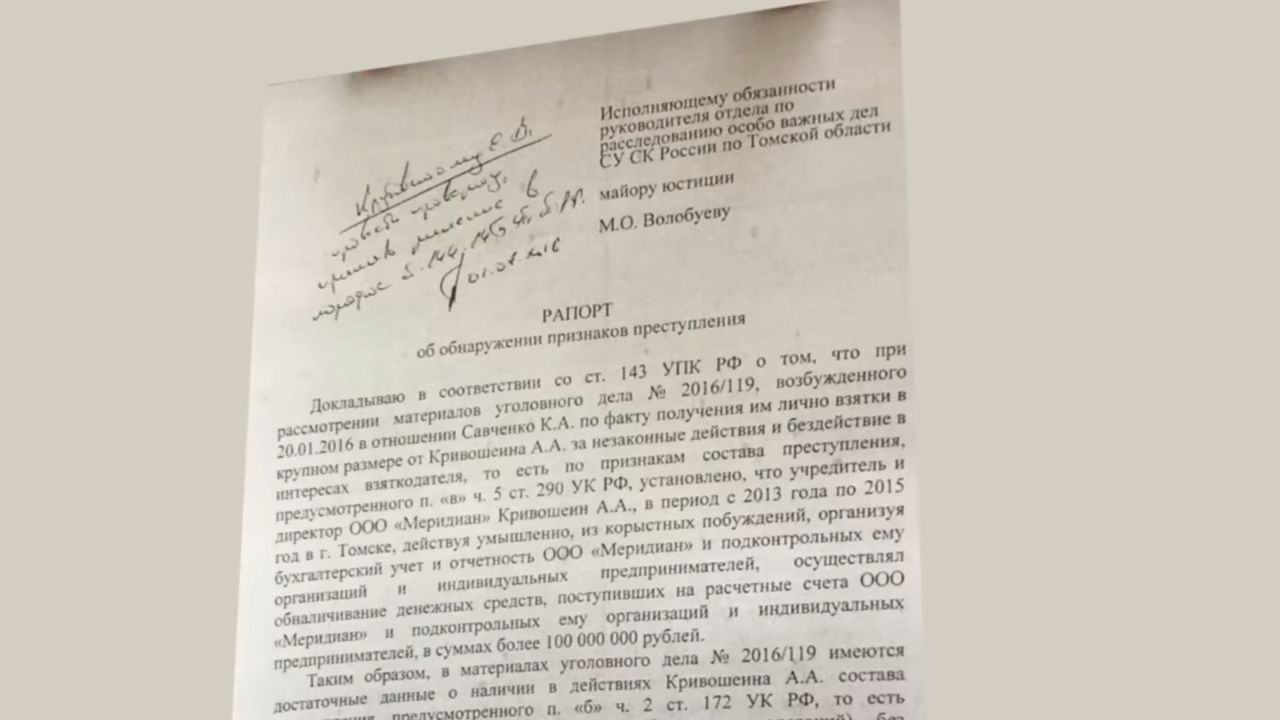 Исполняющему обязанности
руководителя отдела по
расследованию особо важных дел
СУ СК России по Томской области
майору юстиции
М.О. Волобуеву
провести проверку,
принять решение в
порядке
РАПОРТ
об обнаружении признаков преступления
Докладываю в соответствии со ст. 143 УПК РФ о том, что при
рассмотрении материалов уголовного дела № 2016/119, возбужденного
20.01.2016 в отношении Савченко К.А. по факту получения им лично взятки в
крупном размере от Кривошеина А.А. за незаконные действия и бездействие в
интересах взяткодателя, то есть по признакам состава преступления,
предусмотренного п. «в» ч. 5 ст. 290 УК РФ, установлено, что учредитель и
директор ООО «Меридиан» Кривошеин А.А., в период с 2013 года по 2015
год в г. Томске, действуя умышленно, из корыстных побуждений, организуя
бухгалтерский учет и отчетность ООО «Меридиан» и подконтрольных ему
организаций и индивидуальных предпринимателей, осуществлял
обналичивание денежных средств, поступивших на расчетные счета ООО
«Меридиан» и подконтрольных ему организаций и индивидуальных
предпринимателей, в суммах более 100 000 000 рублей.
Таким образом, в материалах уголовного дела № 2016/119 имеются
достаточные данные о наличии в действиях Кривошеина А.А. состава
предусмотренного п. «б» ч. 2 ст. 172 УК РФ, то есть
без